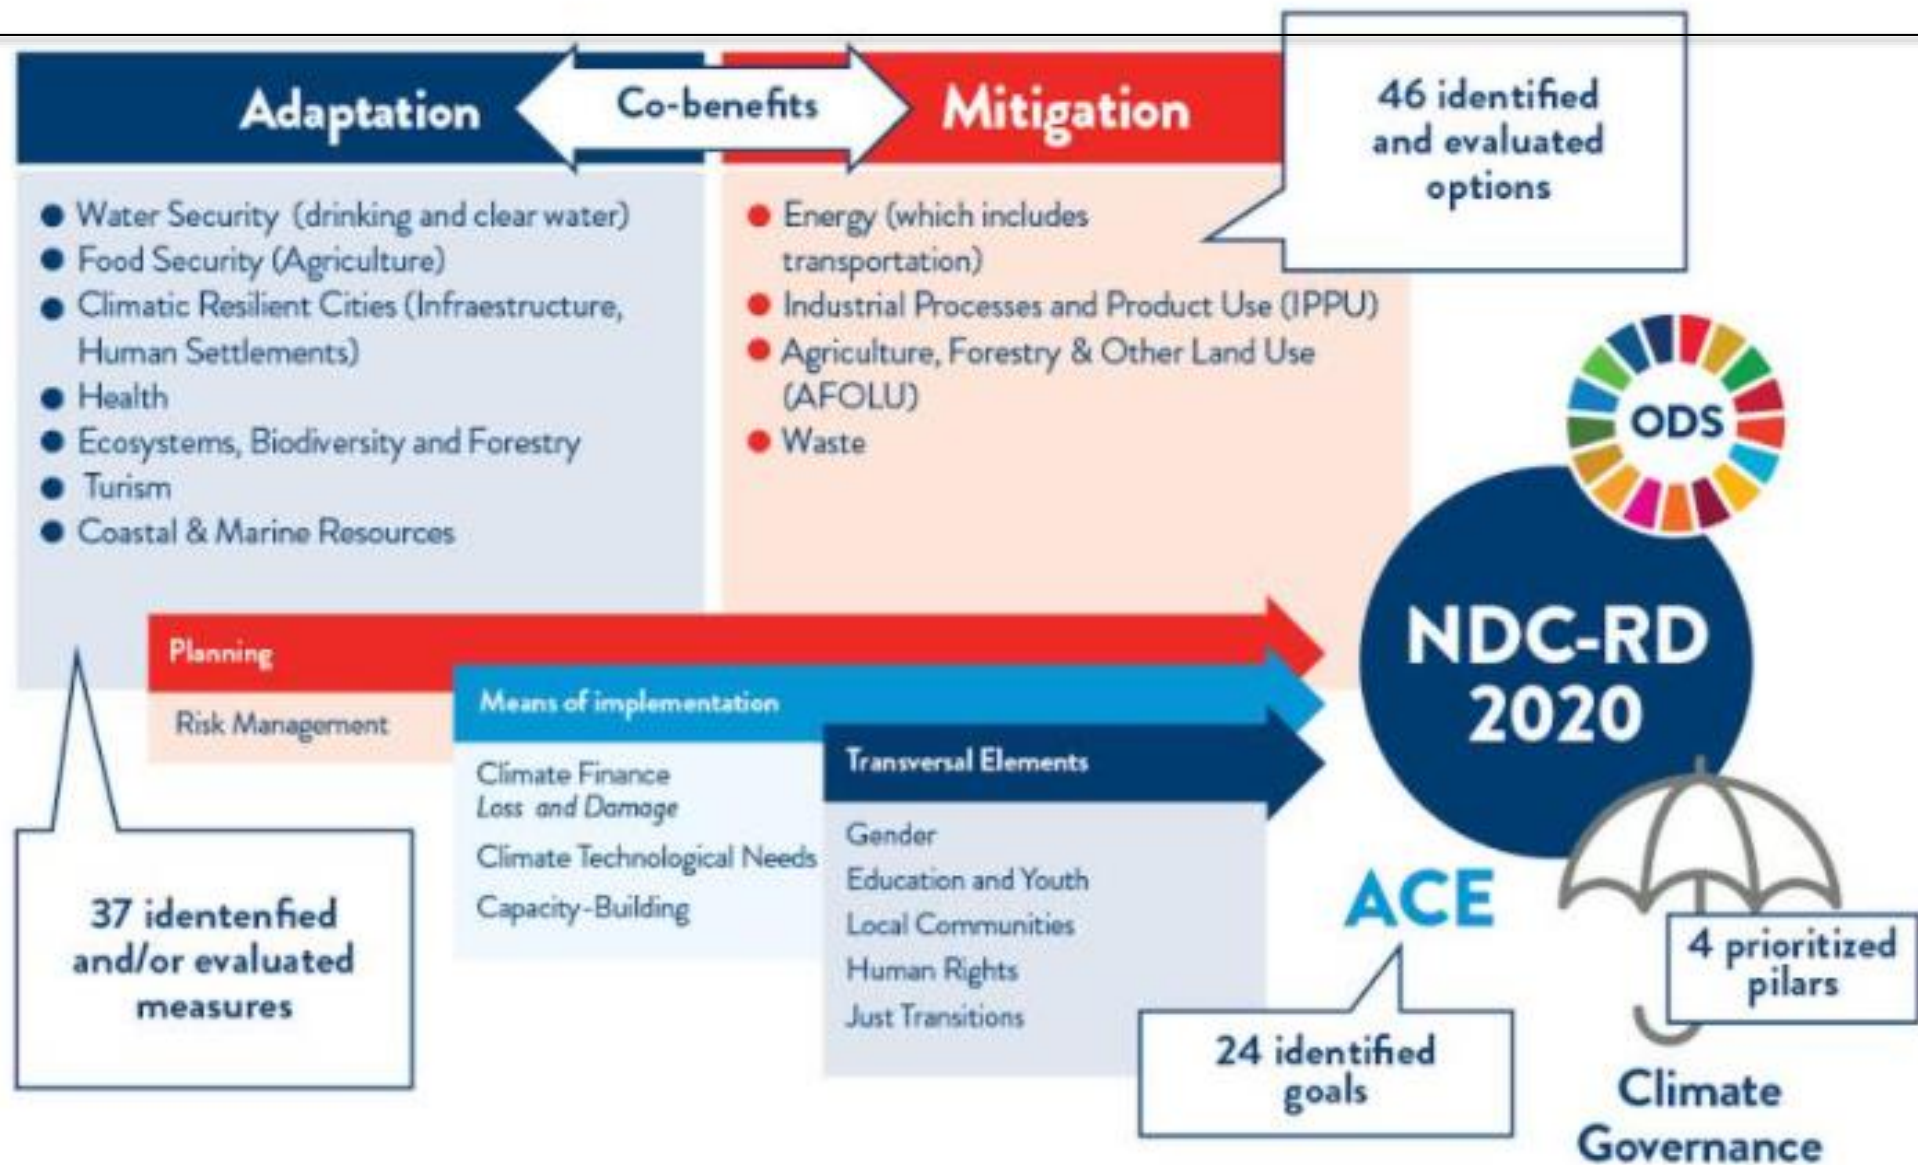 Adaptation
Co-benefits
Mitigation
46 identified
and evaluated
options
● Water Security (drinking and clear water)
● Food Security (Agriculture)
● Climatic Resilient Cities (Infraestructure,
Human Settlements)
● Health
● Ecosystems, Biodiversity and Forestry
● Turism
● Coastal & Marine Resources
● Energy (which includes
transportation)
● Industrial Processes and Product Use (IPPU)
● Agriculture, Forestry & Other Land Use
(AFOLU)
● Waste
ODS
NDC-RD
2020
Planning
Risk Management
Means of implementation
Climate Finance
Loss and Damage
Climate Technological Needs
Capacity-Building
Transversal Elements
Gender
Education and Youth
Local Communities
Human Rights
Just Transitions
37 identenfied
and/or evaluated
measures
ACE
24 identified
goals
4 prioritized
pilars
Climate
Governance